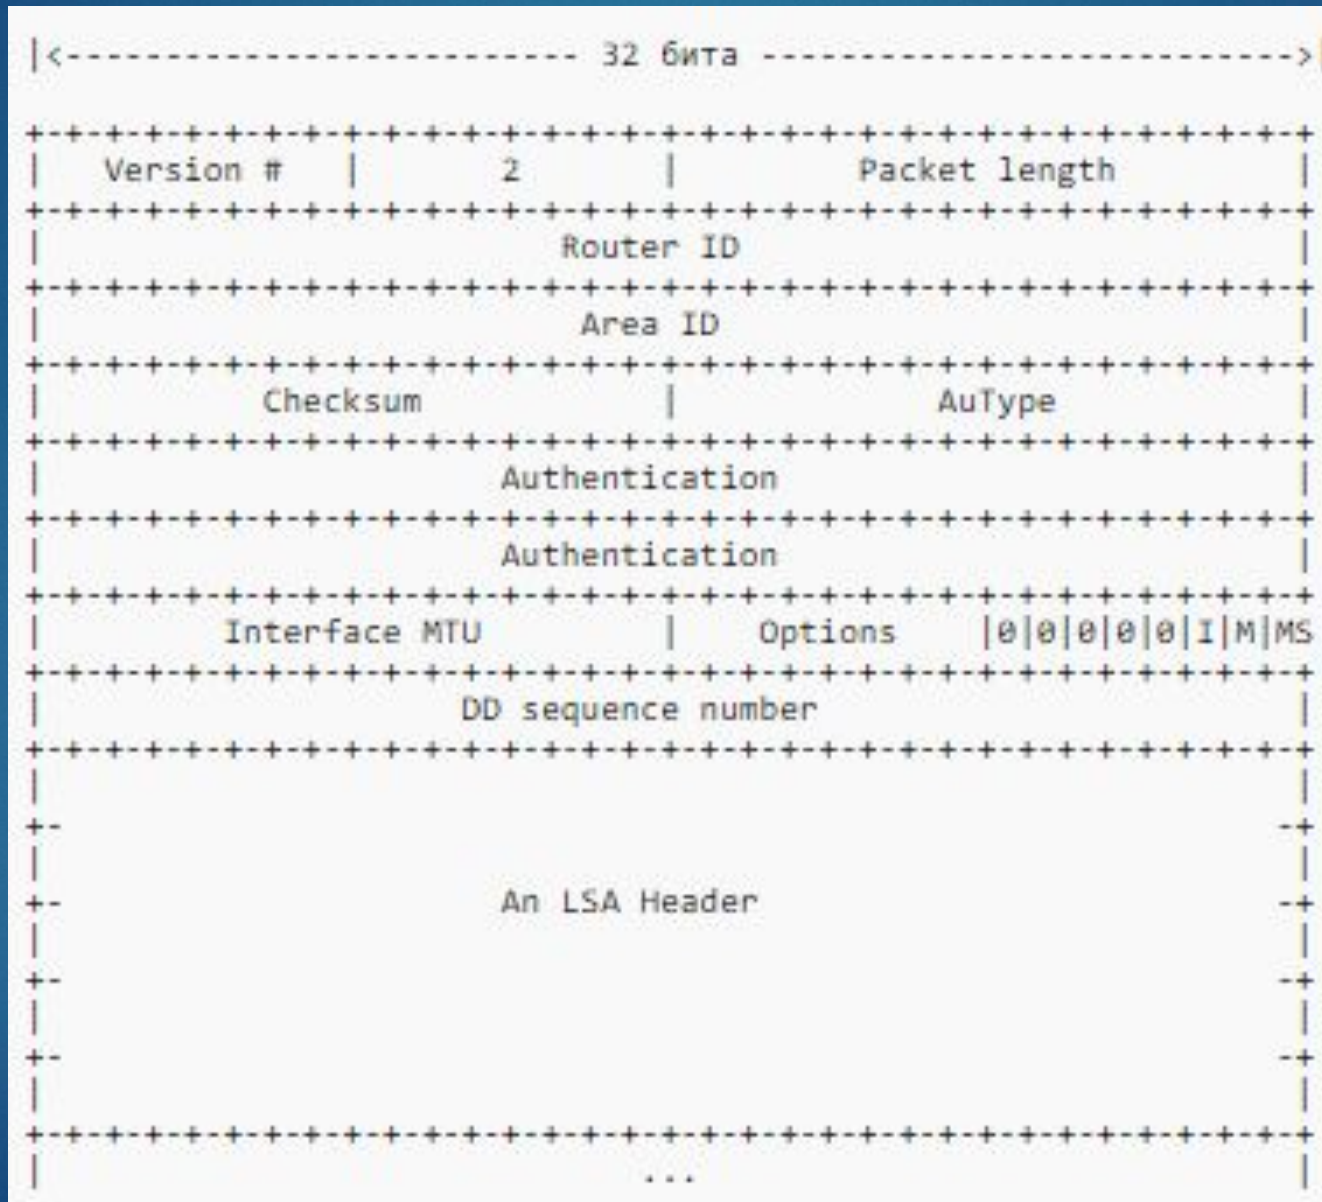 |<-------------------------- 32 бита --------------------------->|
+-+-+-+-+-+-+-+-+-+-+-+-+-+-+-+-+-+-+-+-+-+-+-+-+-+-+-+-+-+-+-+-+
|   Version #   |       2       |         Packet length         |
+-+-+-+-+-+-+-+-+-+-+-+-+-+-+-+-+-+-+-+-+-+-+-+-+-+-+-+-+-+-+-+-+
|                          Router ID                            |
+-+-+-+-+-+-+-+-+-+-+-+-+-+-+-+-+-+-+-+-+-+-+-+-+-+-+-+-+-+-+-+-+
|                           Area ID                             |
+-+-+-+-+-+-+-+-+-+-+-+-+-+-+-+-+-+-+-+-+-+-+-+-+-+-+-+-+-+-+-+-+
|           Checksum            |             AuType            |
+-+-+-+-+-+-+-+-+-+-+-+-+-+-+-+-+-+-+-+-+-+-+-+-+-+-+-+-+-+-+-+-+
|                       Authentication                          |
+-+-+-+-+-+-+-+-+-+-+-+-+-+-+-+-+-+-+-+-+-+-+-+-+-+-+-+-+-+-+-+-+
|                       Authentication                          |
+-+-+-+-+-+-+-+-+-+-+-+-+-+-+-+-+-+-+-+-+-+-+-+-+-+-+-+-+-+-+-+-+
|         Interface MTU         |    Options    |0|0|0|0|0|I|M|MS
+-+-+-+-+-+-+-+-+-+-+-+-+-+-+-+-+-+-+-+-+-+-+-+-+-+-+-+-+-+-+-+-+
|                     DD sequence number                        |
+-+-+-+-+-+-+-+-+-+-+-+-+-+-+-+-+-+-+-+-+-+-+-+-+-+-+-+-+-+-+-+-+
|                                                               |
+-                                                             -+
|                                                               |
+-                      An LSA Header                          -+
|                                                               |
+-                                                             -+
|                                                               |
+-                                                             -+
|                                                               |
+-+-+-+-+-+-+-+-+-+-+-+-+-+-+-+-+-+-+-+-+-+-+-+-+-+-+-+-+-+-+-+-+
|                              ...                              |